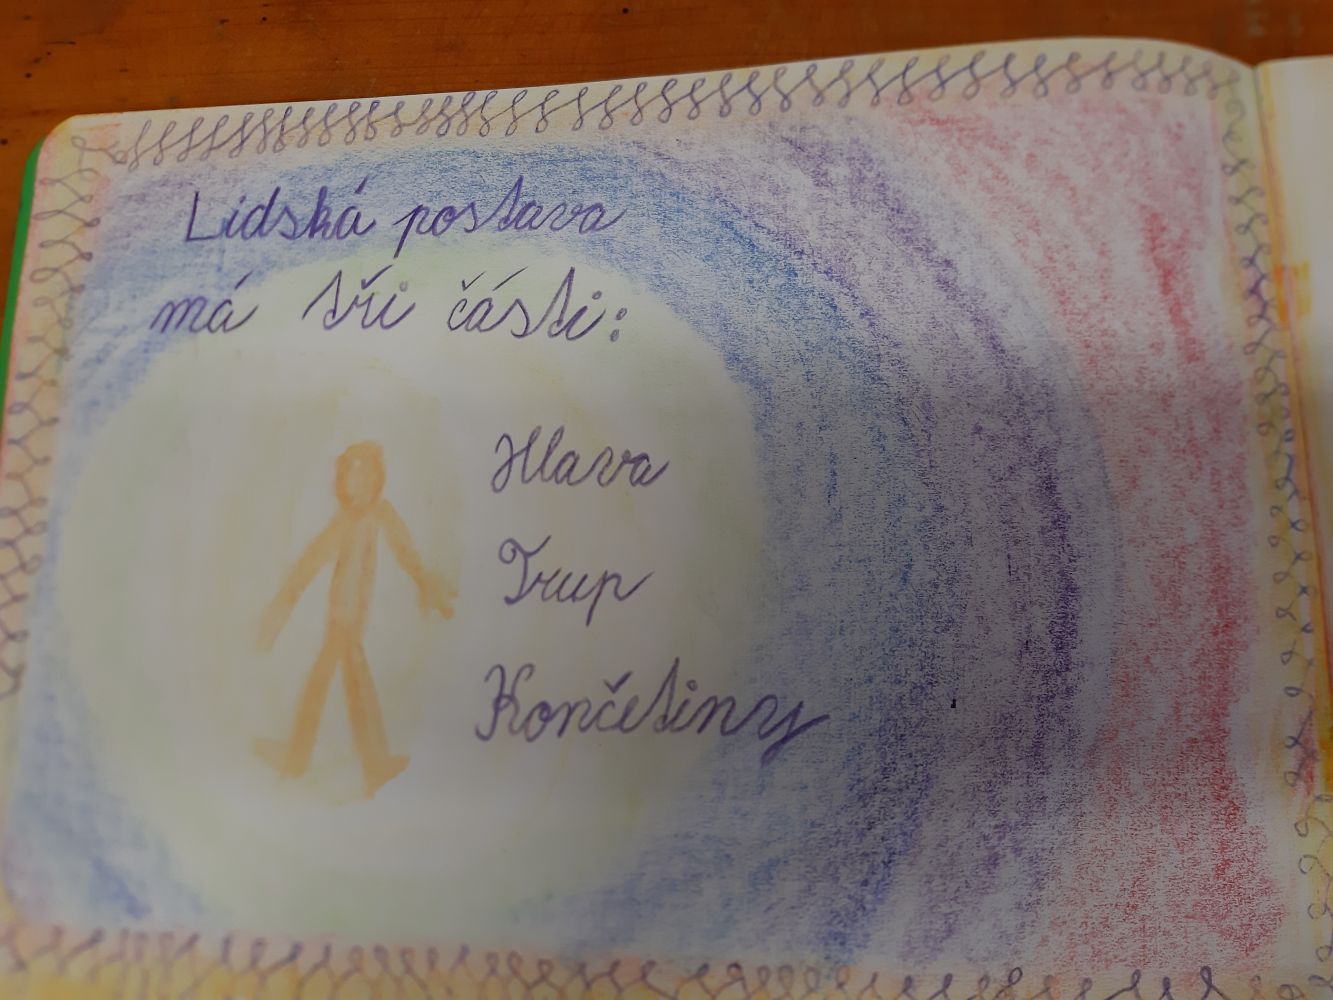 Lidská postava
má tři části:
Hlava
Trup
Končetiny